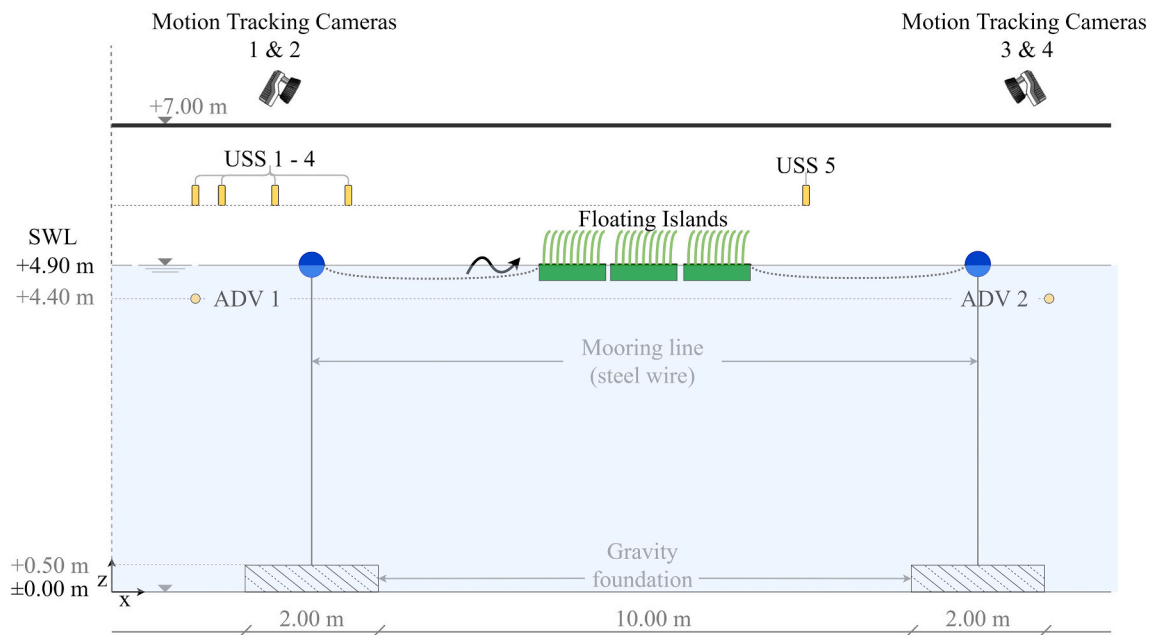 Motion Tracking Cameras
1 & 2
Motion Tracking Cameras
3 & 4
+7.00 m
USS 1 - 4
USS 5
Floating Islands
SWL
+4.90 m
+4.40 m
ADV 1
ADV 2
Mooring line
(steel wire)
Gravity
foundation
+0.50 m
±0.00 m
z
x
2.00 m
10.00 m
2.00 m